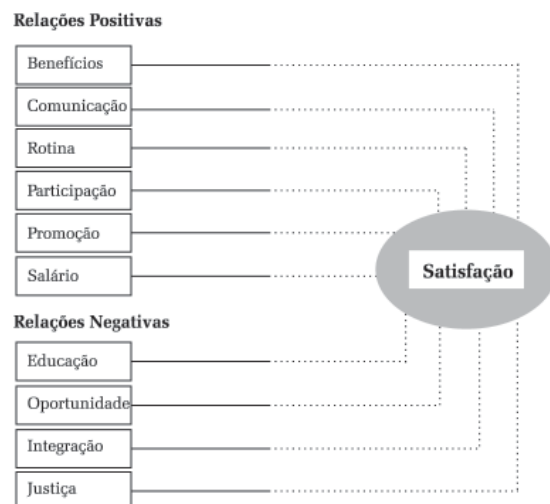 Relações Positivas
Benefícios
Comunicação
Rotina
Participação
Promoção
Salário
Satisfação
Relações Negativas
Educação
Oportunidade
Integração
Justiça